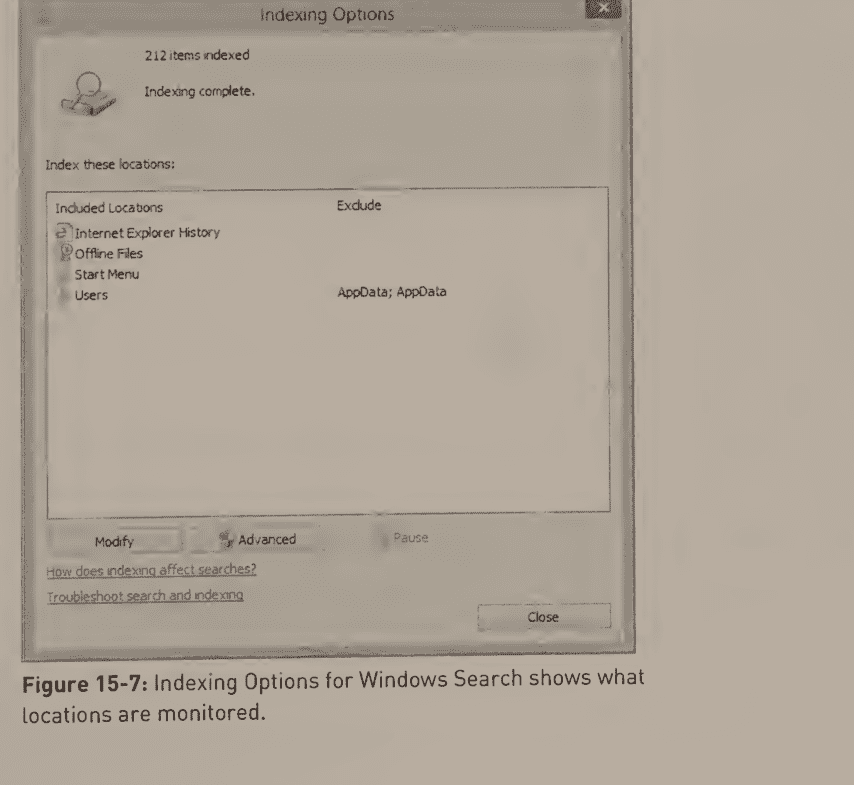 Indexing Options
212 items indexed
Indexing complete.
Index these locations:
Included Locations Exclude
Internet Explorer History
Offline Files
Start Menu
Users AppData; AppData
Modify Advanced Pause
How does indexing affect searches?
Troubleshoot search and indexing
Close
Figure 15-7: Indexing Options for Windows Search shows what
locations are monitored.